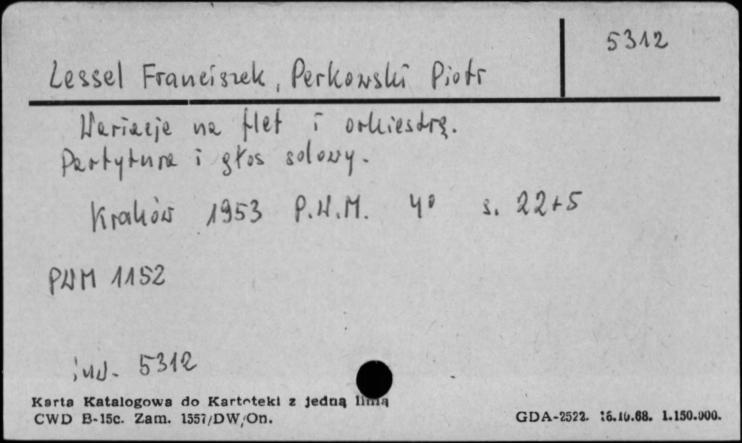 5312
Lessel Franciszek, Perkowski Piotr
Wariacje na flet i orkiestrę.
Partytura i głos solowy.
Kraków 1953 P.W.M. 4° s. 22+5
PWM 1152
inw. 5312
Karta Katalogowa do Kartoteki z jedną linią
CWD B-15c. Zam. 1557/DW/On.
GDA-2522. 16.10.68. 1.150.000.